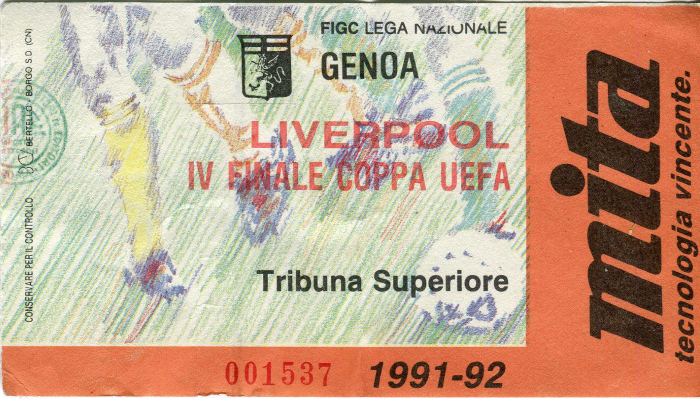 FIGC LEGA NAZIONALE
GENOA
LIVERPOOL
IV FINALE COPPA UEFA
Tribuna Superiore
001537 1991-92
mita
tecnologia vincente.
CONSERVARE PER IL CONTROLLO
BERTELLO - BORGO S.D. (CN)